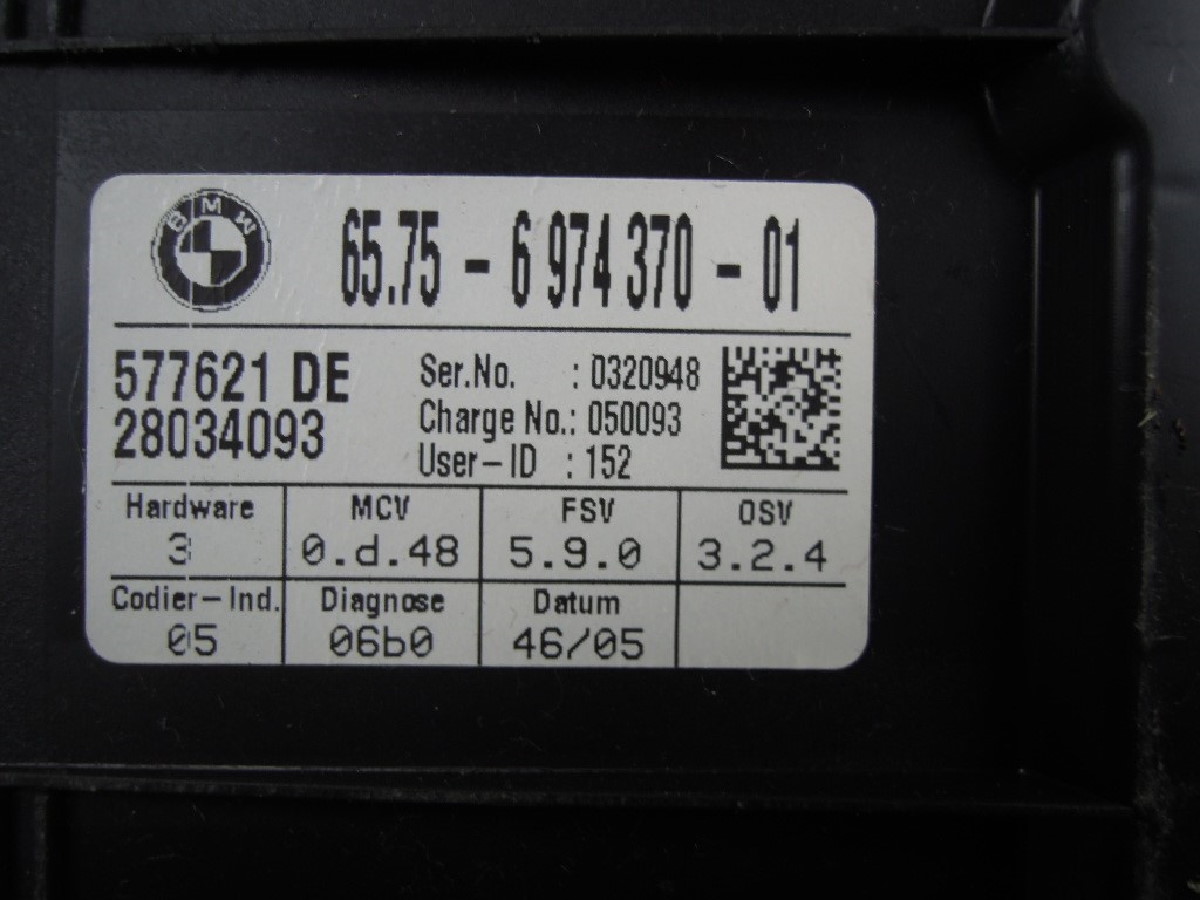 BMW
65.75 - 6 974 370 - 01
577621 DE
28034093
Ser.No. : 0320948
Charge No.: 050093
User-ID : 152
Hardware MCV FSV OSV
3 0.d.48 5.9.0 3.2.4
Codier-Ind. Diagnose Datum
05 06b0 46/05